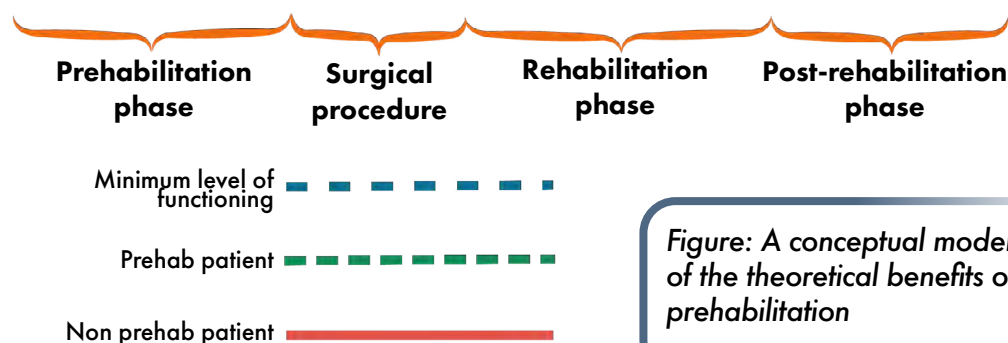 Prehabilitation
phase
Surgical
procedure
Rehabilitation
phase
Post-rehabilitation
phase
Minimum level of
functioning
Prehab patient
Non prehab patient
Figure: A conceptual model
of the theoretical benefits
prehabilitation